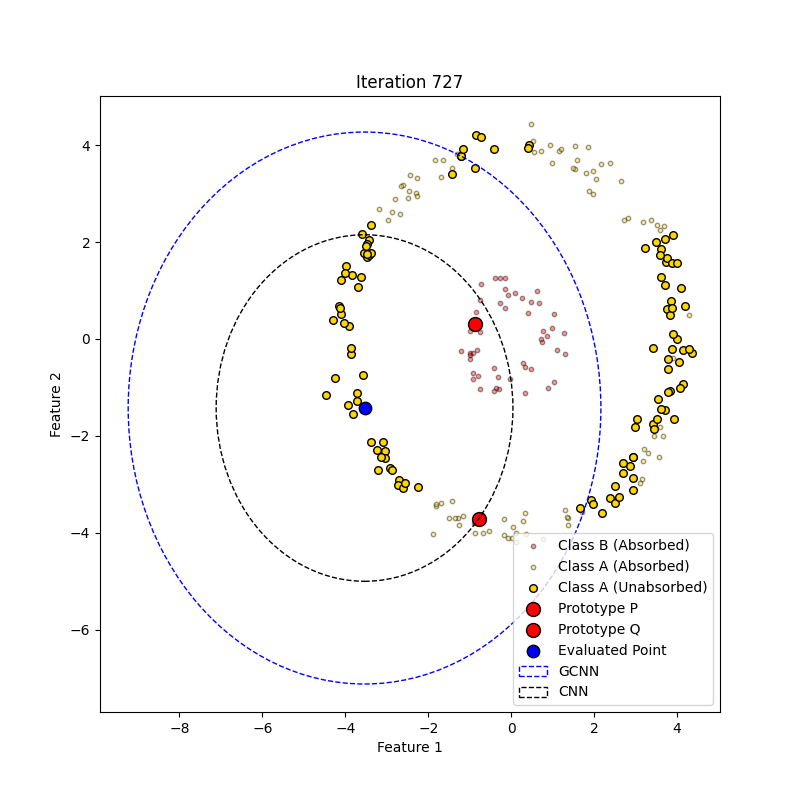 Iteration 727
Feature 2
4
2
0
−2
−4
−6
−8
−6
−4
−2
0
2
4
Feature 1
Class B (Absorbed)
Class A (Absorbed)
Class A (Unabsorbed)
Prototype P
Prototype Q
Evaluated Point
GCNN
CNN